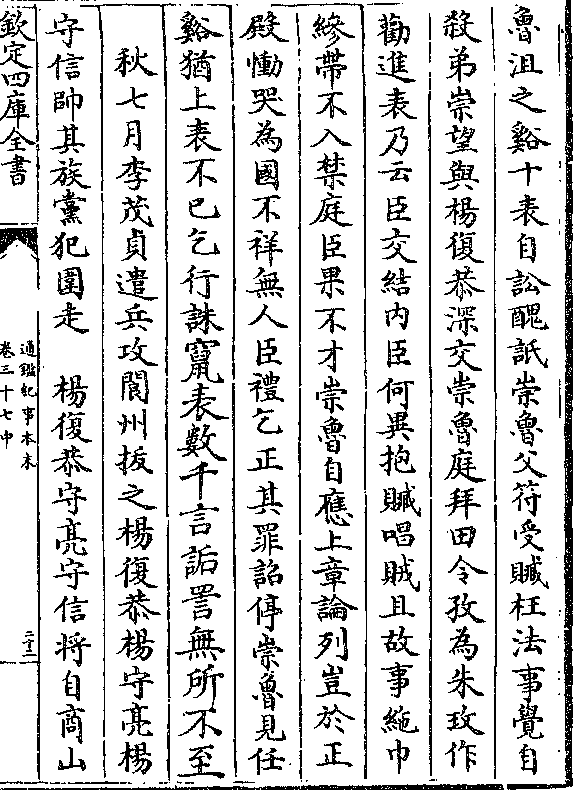 魯沮之谿十表自訟醜詆崇魯父符受贓枉法事覺自
殺弟崇望與楊復恭深交崇魯庭拜田令孜為朱玫作
勸進表乃云臣交結内臣何異抱贓唱賊且故事絁巾
縿帶不入禁庭臣果不才崇魯自應上章論列豈於正
殿慟哭為國不祥無人臣禮乞正其罪詔停崇魯見任
谿猶上表不已乞行誅竄表數千言詬詈無所不至
秋七月李茂貞遣兵攻閬州拔之楊復恭楊守亮楊
守信帥其族黨犯圍走　楊復恭守亮守信將自商山
欽定四庫全書
通鑑紀事本末
卷三十七中
二十二